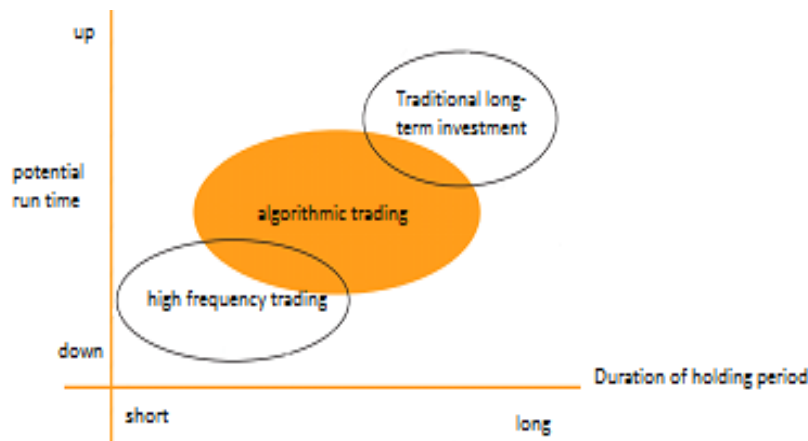 up
Traditional long-
term investment
potential
run time
algorithmic trading
high frequency trading
down
Duration of holding period
short
long